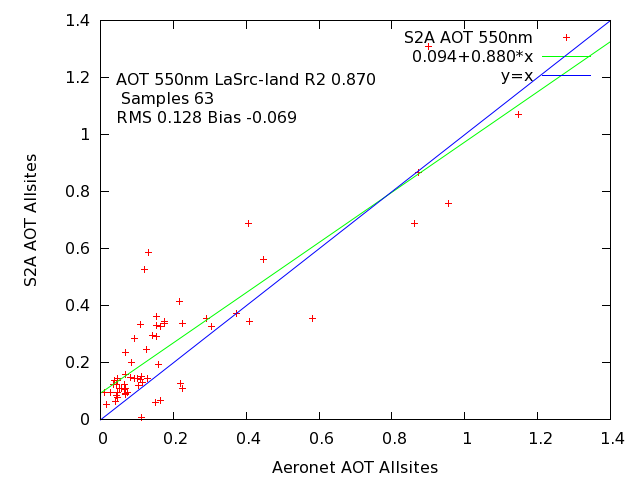 1.4
1.2
1
0.8
0.6
0.4
0.2
0
S2A AOT Allsites
AOT 550nm LaSrc-land R2 0.870
Samples 63
RMS 0.128 Bias -0.069
S2A AOT 550nm
0.094+0.880*x
y=x
0 0.2 0.4 0.6 0.8 1 1.2 1.4
Aeronet AOT Allsites